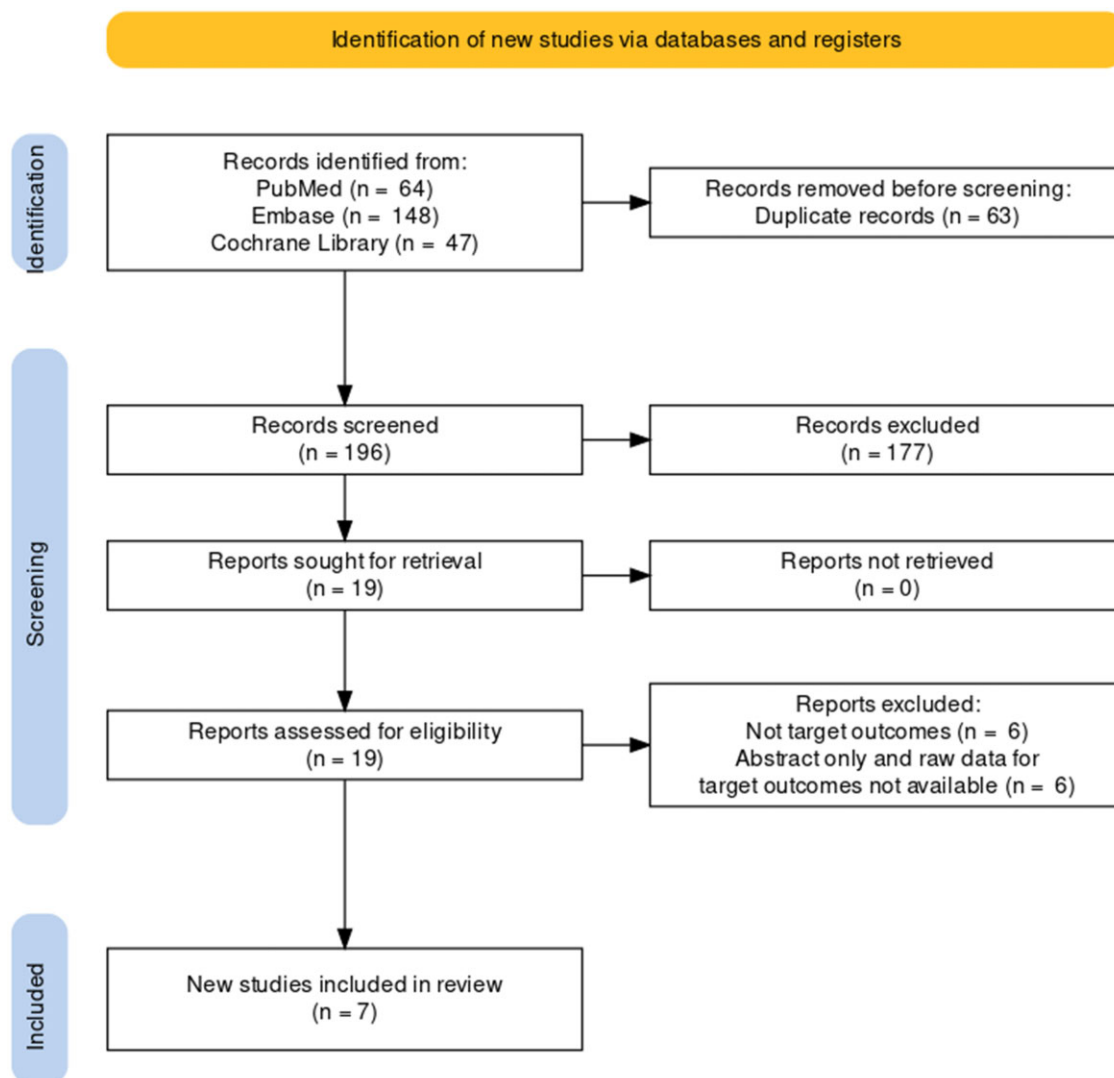 Identification of new studies via databases and registers
Identification
Records identified from:
PubMed (n = 64)
Embase (n = 148)
Cochrane Library (n = 47)
Records removed before screening:
Duplicate records (n = 63)
Screening
Records screened
(n = 196)
Records excluded
(n = 177)
Reports sought for retrieval
(n = 19)
Reports not retrieved
(n = 0)
Reports assessed for eligibility
(n = 19)
Reports excluded:
Not target outcomes (n = 6)
Abstract only and raw data for
target outcomes not available (n = 6)
Included
New studies included in review
(n = 7)